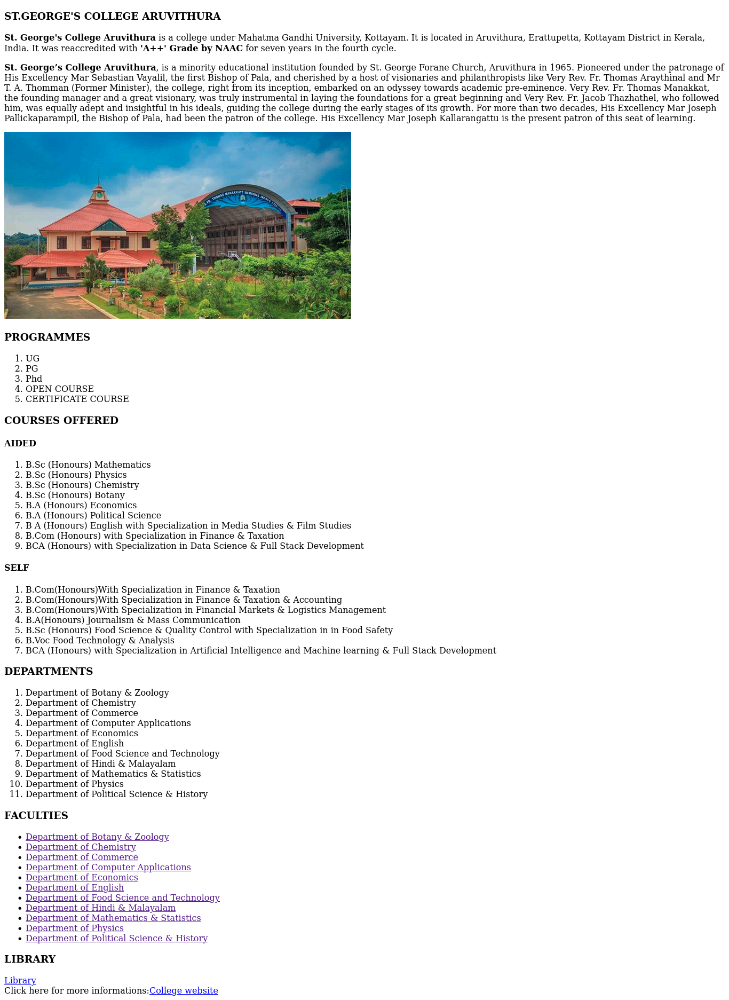 ST.GEORGE'S COLLEGE ARUVITHURA
St. George's College Aruvithura is a college under Mahatma Gandhi University, Kottayam. It is located in Aruvithura, Erattupetta, Kottayam District in Kerala,
India. It was reaccredited with 'A++' Grade by NAAC for seven years in the fourth cycle.
St. George’s College Aruvithura, is a minority educational institution founded by St. George Forane Church, Aruvithura in 1965. Pioneered under the patronage of
His Excellency Mar Sebastian Vayalil, the first Bishop of Pala, and cherished by a host of visionaries and philanthropists like Very Rev. Fr. Thomas Araythinal and Mr
T. A. Thomman (Former Minister), the college, right from its inception, embarked on an odyssey towards academic pre-eminence. Very Rev. Fr. Thomas Manakkat,
the founding manager and a great visionary, was truly instrumental in laying the foundations for a great beginning and Very Rev. Fr. Jacob Thazhathel, who followed
him, was equally adept and insightful in his ideals, guiding the college during the early stages of its growth. For more than two decades, His Excellency Mar Joseph
Pallickaparampil, the Bishop of Pala, had been the patron of the college. His Excellency Mar Joseph Kallarangattu is the present patron of this seat of learning.
FR. THOMAS MANAKKATT MEMORIAL
PROGRAMMES
1. UG
2. PG
3. Phd
4. OPEN COURSE
5. CERTIFICATE COURSE
COURSES OFFERED
AIDED
1. B.Sc (Honours) Mathematics
2. B.Sc (Honours) Physics
3. B.Sc (Honours) Chemistry
4. B.Sc (Honours) Botany
5. B.A (Honours) Economics
6. B.A (Honours) Political Science
7. B A (Honours) English with Specialization in Media Studies & Film Studies
8. B.Com (Honours) with Specialization in Finance & Taxation
9. BCA (Honours) with Specialization in Data Science & Full Stack Development
SELF
1. B.Com(Honours)With Specialization in Finance & Taxation
2. B.Com(Honours)With Specialization in Finance & Taxation & Accounting
3. B.Com(Honours)With Specialization in Financial Markets & Logistics Management
4. B.A(Honours) Journalism & Mass Communication
5. B.Sc (Honours) Food Science & Quality Control with Specialization in in Food Safety
6. B.Voc Food Technology & Analysis
7. BCA (Honours) with Specialization in Artificial Intelligence and Machine learning & Full Stack Development
DEPARTMENTS
1. Department of Botany & Zoology
2. Department of Chemistry
3. Department of Commerce
4. Department of Computer Applications
5. Department of Economics
6. Department of English
7. Department of Food Science and Technology
8. Department of Hindi & Malayalam
9. Department of Mathematics & Statistics
10. Department of Physics
11. Department of Political Science & History
FACULTIES
• Department of Botany & Zoology
• Department of Chemistry
• Department of Commerce
• Department of Computer Applications
• Department of Economics
• Department of English
• Department of Food Science and Technology
• Department of Hindi & Malayalam
• Department of Mathematics & Statistics
• Department of Physics
• Department of Political Science & History
LIBRARY
Library
Click here for more informations:College website